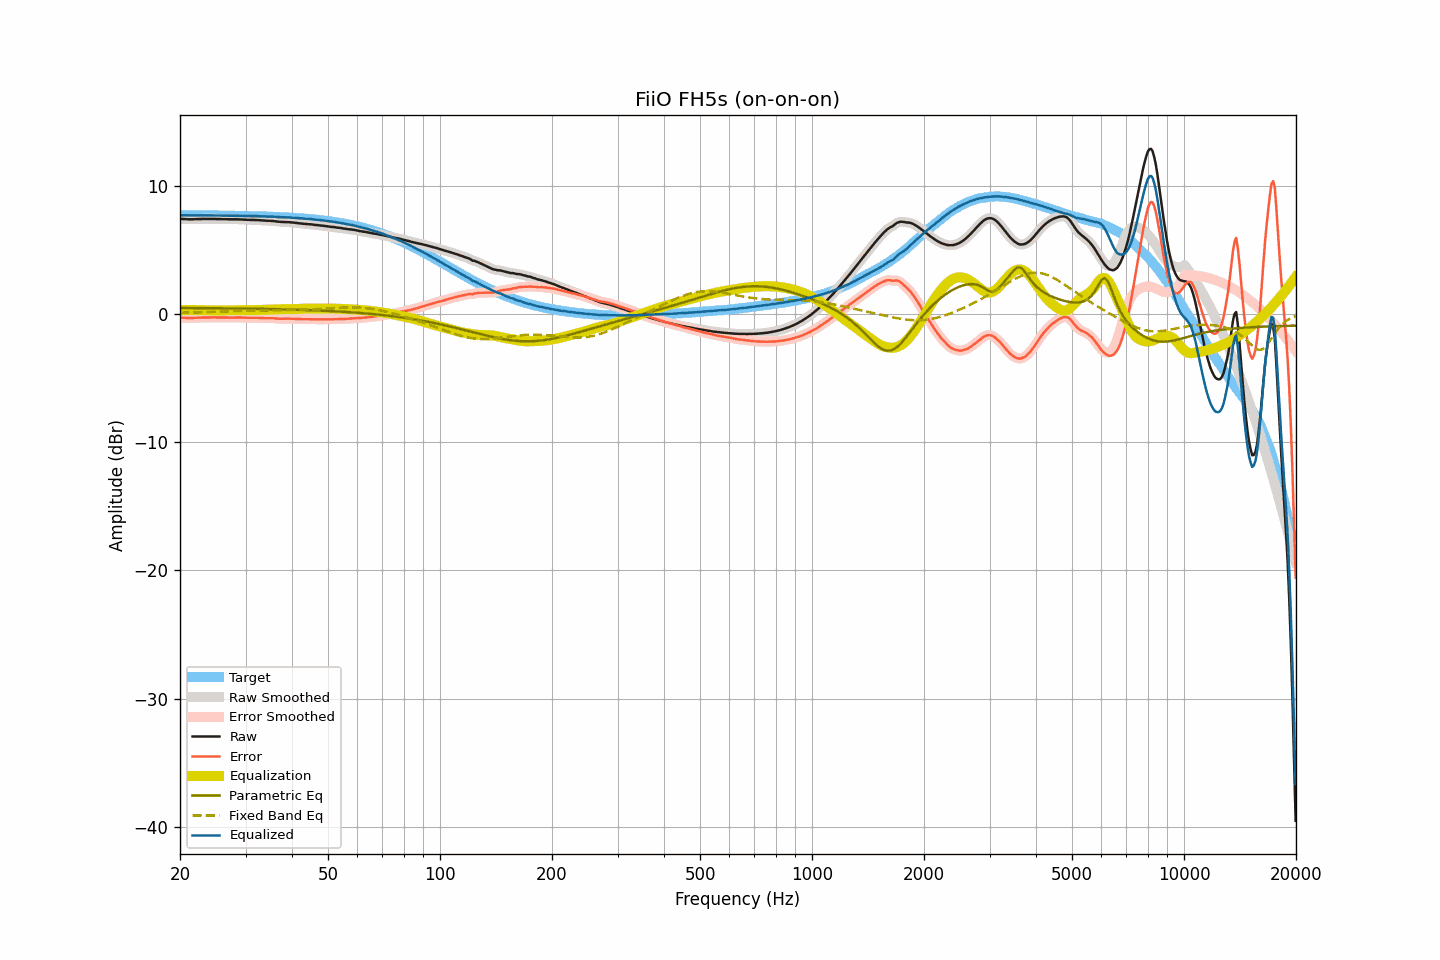 FiiO FH5s (on-on-on)
Amplitude (dBr)
10
0
−10
−20
−30
−40
Target
Raw Smoothed
Error Smoothed
Raw
Error
Equalization
Parametric Eq
Fixed Band Eq
Equalized
20 50 100 200 500 1000 2000 5000 10000 20000
Frequency (Hz)